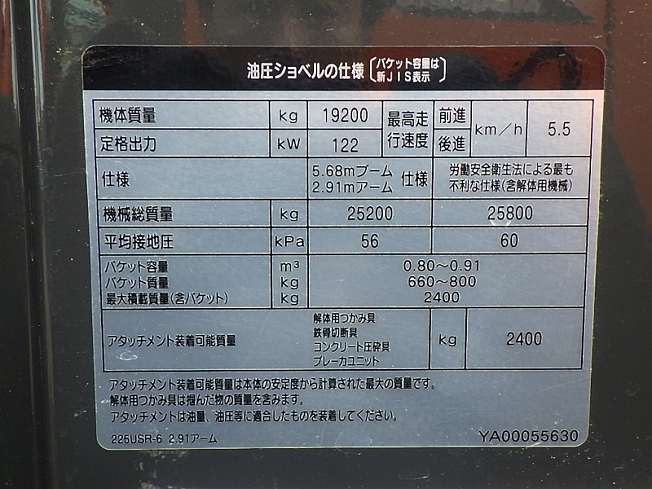 油圧ショベルの仕様〔バケット容量は
新JIS表示〕
機体質量 kg 19200 最高走行速度 前進 後進 km/h 5.5
定格出力 kW 122
仕様 5.68mブーム 2.91mアーム 仕様 労働安全衛生法による最も不利な仕様(含解体用機械)
機械総質量 kg 25200 25800
平均接地圧 kPa 56 60
バケット容量 m³ 0.80～0.91
バケット質量 kg 660～800
最大積載質量(含バケット) kg 2400
アタッチメント装着可能質量 解体用つかみ具 鉄骨切断具 コンクリート圧砕具 ブレーカユニット kg 2400
アタッチメント装着可能質量は本体の安定度から計算された最大の質量です。
解体用つかみ具は掴んだ物の質量を含みます。
アタッチメントは油量、油圧等に適合したものを装着してください。
225USR-6 2.91アーム YA00055630